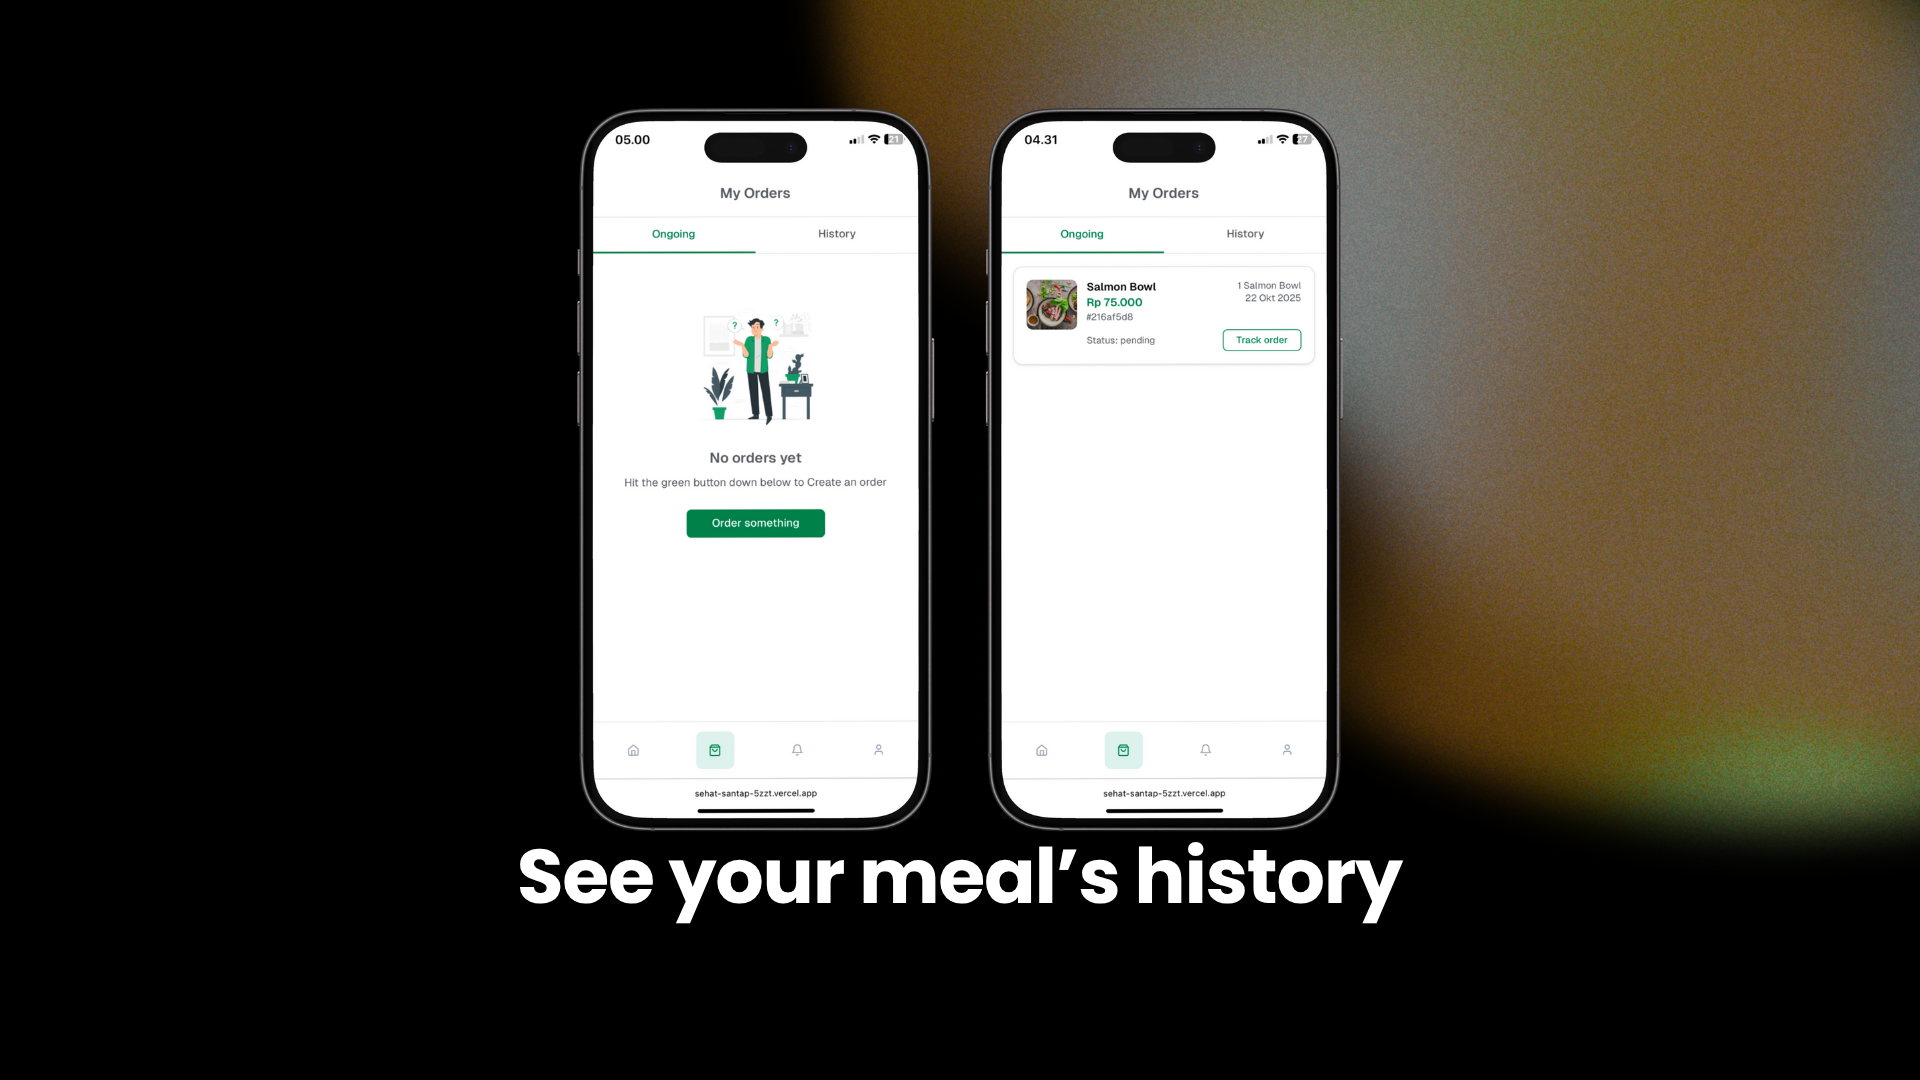 05.00
21
My Orders
Ongoing
History
?
?
No orders yet
Hit the green button down below to Create an order
Order something
sehat-santap-5zzt.vercel.app
04.31
27
My Orders
Ongoing
History
Salmon Bowl
Rp 75.000
#216af5d8
Status: pending
1 Salmon Bowl
22 Okt 2025
Track order
sehat-santap-5zzt.vercel.app
See your meal’s history